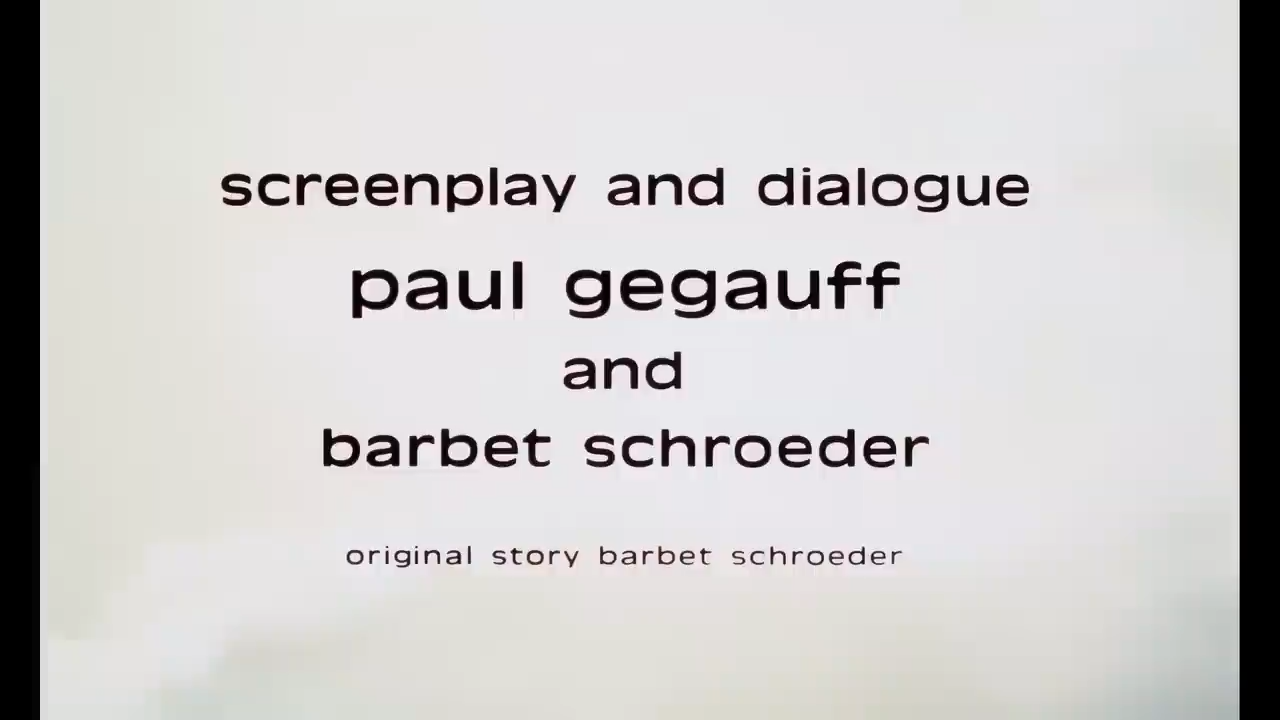 screenplay and dialogue
paul gegauff
and
barbet schroeder
original story barbet schroeder